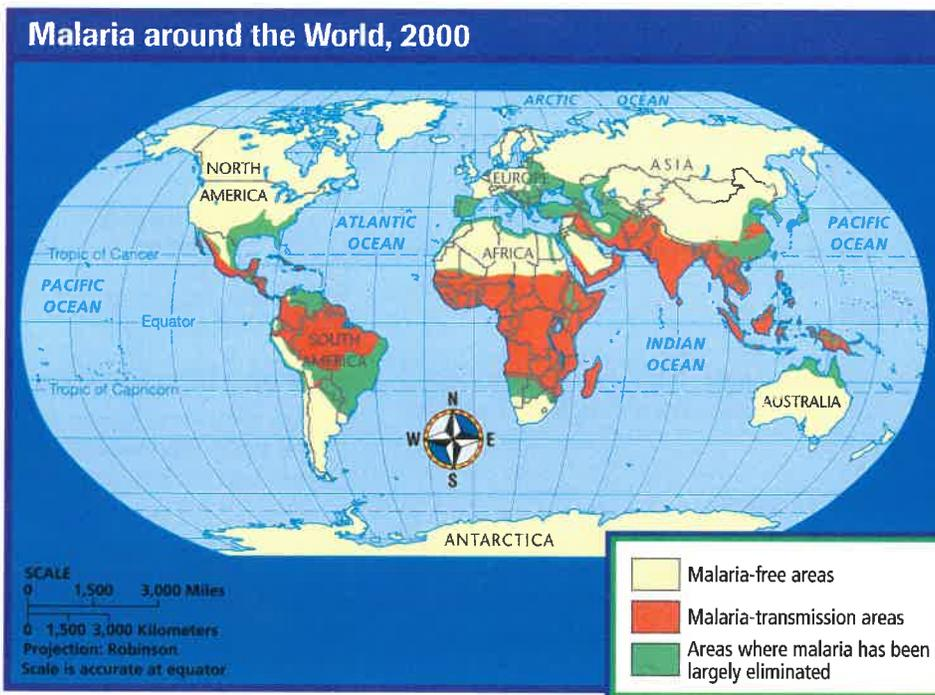 Malaria around the World, 2000
ARCTIC OCEAN
NORTH
AMERICA
EUROPE
ASIA
ATLANTIC
OCEAN
PACIFIC
OCEAN
Tropic of Cancer
AFRICA
PACIFIC
OCEAN
Equator
SOUTH
AMERICA
INDIAN
OCEAN
Tropic of Capricorn
AUSTRALIA
N
W E
S
ANTARCTICA
SCALE
0 1,500 3,000 Miles
0 1,500 3,000 Kilometers
Projection: Robinson
Scale is accurate at equator
Malaria-free areas
Malaria-transmission areas
Areas where malaria has been
largely eliminated